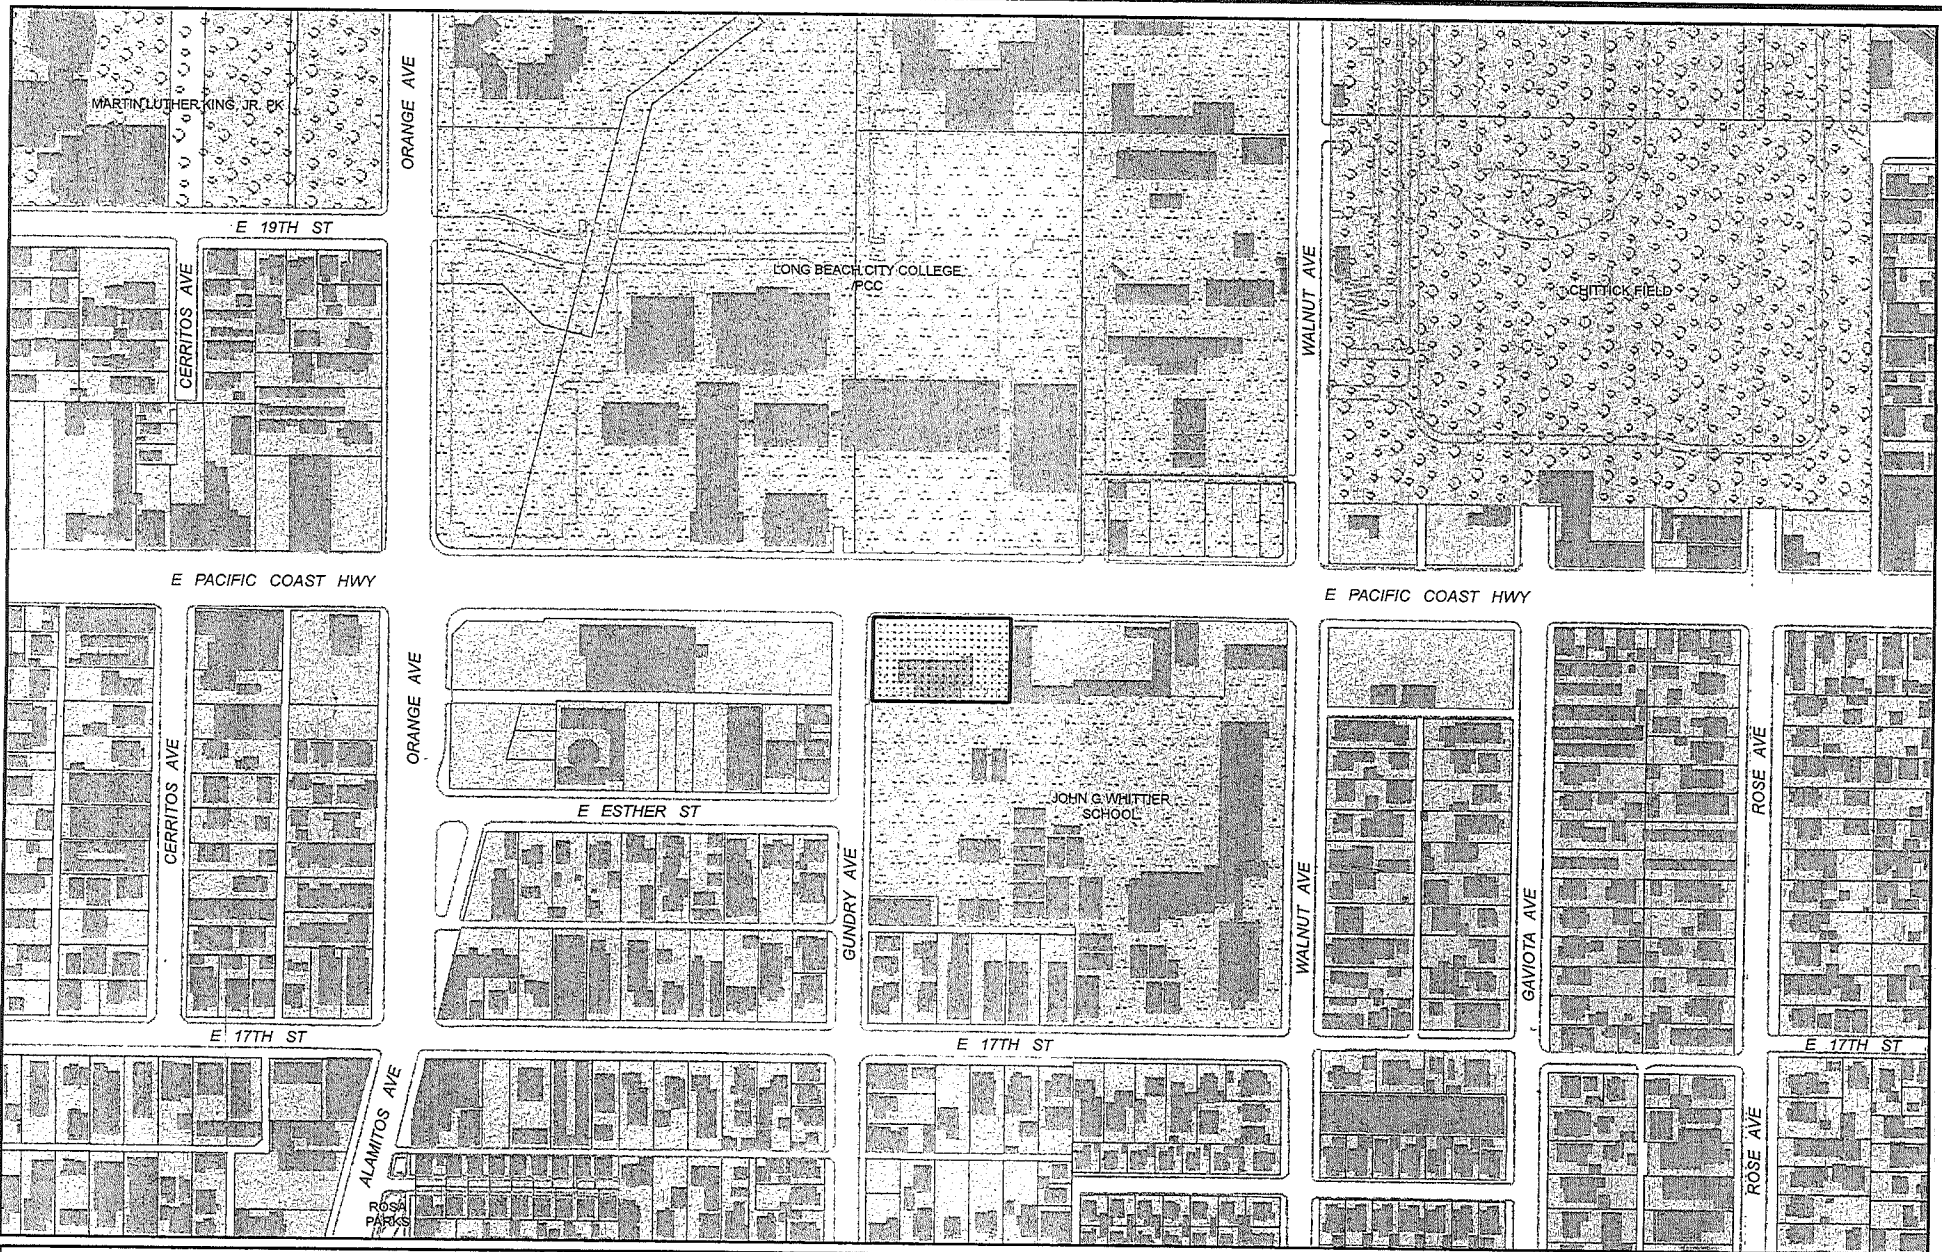 MARTIN LUTHER KING, JR. PK
ORANGE AVE
E 19TH ST
CERRITOS AVE
LONG BEACH CITY COLLEGE
/PCC
WALNUT AVE
CHITTICK FIELD
E PACIFIC COAST HWY
E PACIFIC COAST HWY
ORANGE AVE
CERRITOS AVE
E ESTHER ST
GUNDRY AVE
JOHN G WHITTIER
SCHOOL
WALNUT AVE
GAVIOTA AVE
ROSE AVE
E 17TH ST
E 17TH ST
E 17TH ST
ALAMITOS AVE
ROSE AVE
ROSA
PARKS